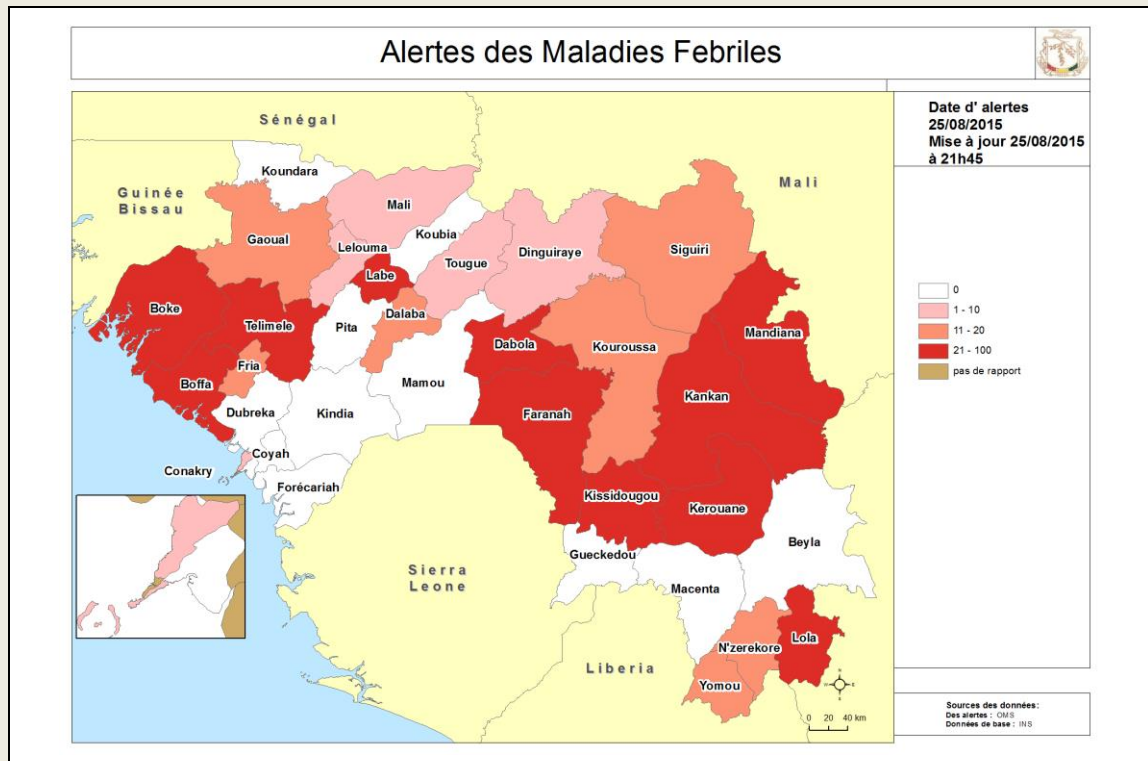 Alertes des Maladies Febriles
Date d' alertes
25/08/2015
Mise à jour 25/08/2015
à 21h45
0
1 - 10
11 - 20
21 - 100
pas de rapport
Sénégal
Guinée
Bissau
Mali
Koundara
Mali
Koubia
Gaoual
Lelouma
Tougue
Dinguiraye
Siguiri
Labe
Boke
Telimele
Pita
Dalaba
Dabola
Kouroussa
Mandiana
Fria
Boffa
Mamou
Kankan
Dubreka
Kindia
Faranah
Coyah
Conakry
Forécariah
Kissidougou
Kerouane
Gueckedou
Beyla
Sierra
Leone
Macenta
N'zerekore
Lola
Liberia
Yomou
0 20 40 km
Sources des données:
Des alertes : OMS
Données de base : INS